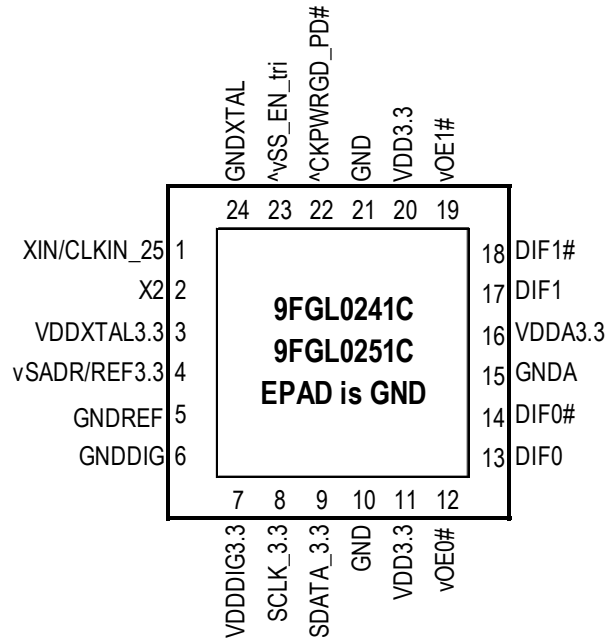 GNDXTAL
^vSS_EN_tri
^CKPWRGD_PD#
GND
VDD3.3
vOE1#
24 23 22 21 20 19
XIN/CLKIN_25 1
X2 2
VDDXTAL3.3 3
vSADR/REF3.3 4
GNDREF 5
GNDDIG 6
9FGL0241C
9FGL0251C
EPAD is GND
18 DIF1#
17 DIF1
16 VDDA3.3
15 GNDA
14 DIF0#
13 DIF0
7 8 9 10 11 12
VDDDIG3.3
SCLK_3.3
SDATA_3.3
GND
VDD3.3
vOE0#